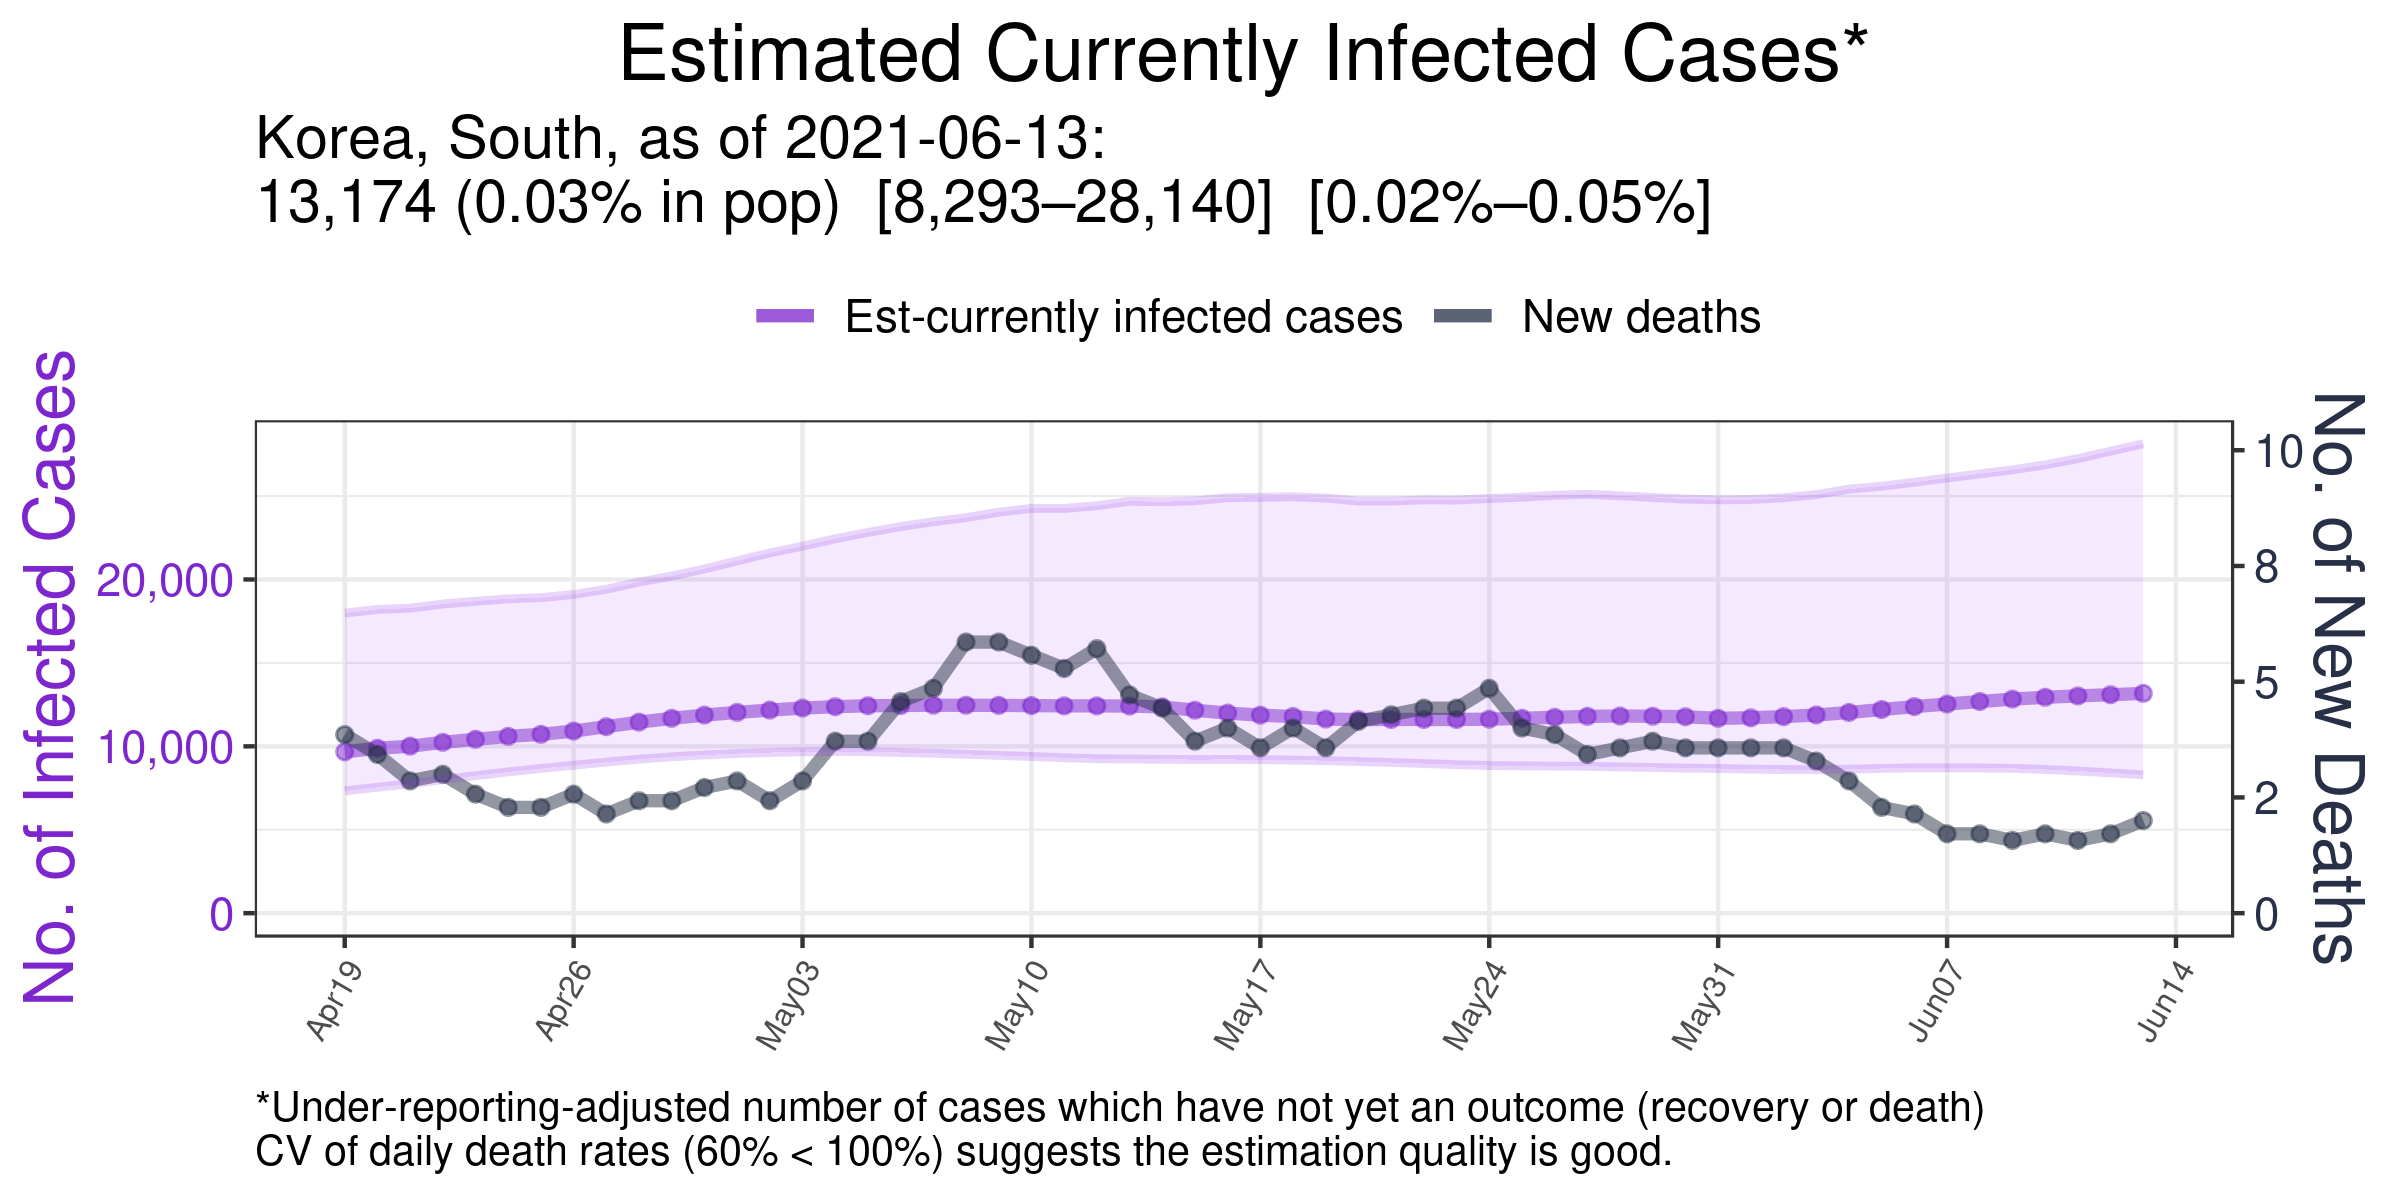 Estimated Currently Infected Cases*
Korea, South, as of 2021-06-13:
13,174 (0.03% in pop)  [8,293–28,140]  [0.02%–0.05%]
Est-currently infected cases
New deaths
No. of Infected Cases
20,000
10,000
0
10
8
5
2
0
No. of New Deaths
Apr19
Apr26
May03
May10
May17
May24
May31
Jun07
Jun14
*Under-reporting-adjusted number of cases which have not yet an outcome (recovery or death)
CV of daily death rates (60% < 100%) suggests the estimation quality is good.